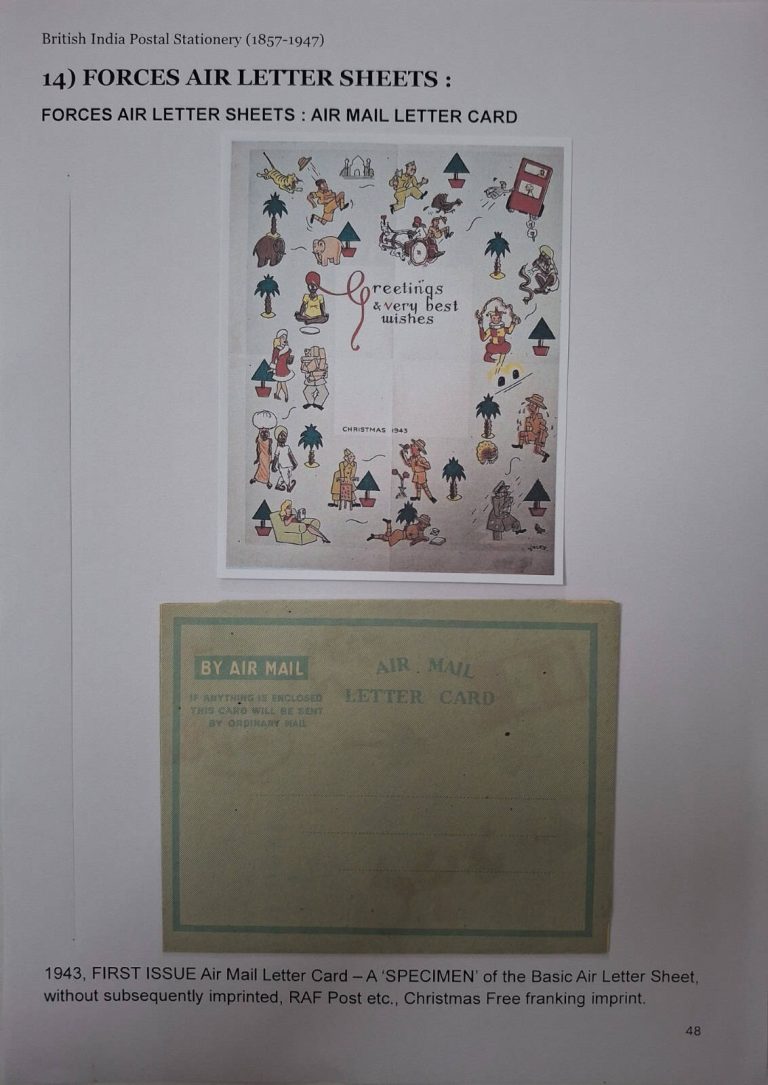 British India Postal Stationery (1857-1947)
14) FORCES AIR LETTER SHEETS :
FORCES AIR LETTER SHEETS : AIR MAIL LETTER CARD
Greetings
& very best
wishes
CHRISTMAS 1943
BY AIR MAIL
IF ANYTHING IS ENCLOSED
THIS CARD WILL BE SENT
BY ORDINARY MAIL
AIR MAIL
LETTER CARD
1943, FIRST ISSUE Air Mail Letter Card – A ‘SPECIMEN’ of the Basic Air Letter Sheet,
without subsequently imprinted, RAF Post etc., Christmas Free franking imprint.
48